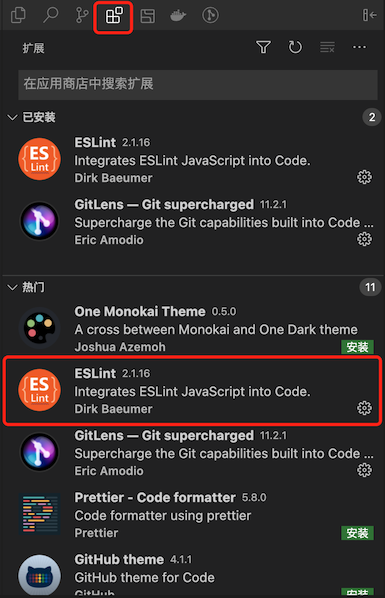 扩展
在应用商店中搜索扩展
已安装
2
ES
Lint
ESLint 2.1.16
Integrates ESLint JavaScript into Code.
Dirk Baeumer
GitLens — Git supercharged 11.2.1
Supercharge the Git capabilities built into Code ...
Eric Amodio
热门
11
One Monokai Theme 0.5.0
A cross between Monokai and One Dark theme
Joshua Azemoh
安装
ES
Lint
ESLint 2.1.16
Integrates ESLint JavaScript into Code.
Dirk Baeumer
GitLens — Git supercharged 11.2.1
Supercharge the Git capabilities built into Code ...
Eric Amodio
Prettier - Code formatter 5.8.0
Code formatter using prettier
Prettier
安装
GitHub theme 4.1.1
GitHub theme for Code
GitHub
安装